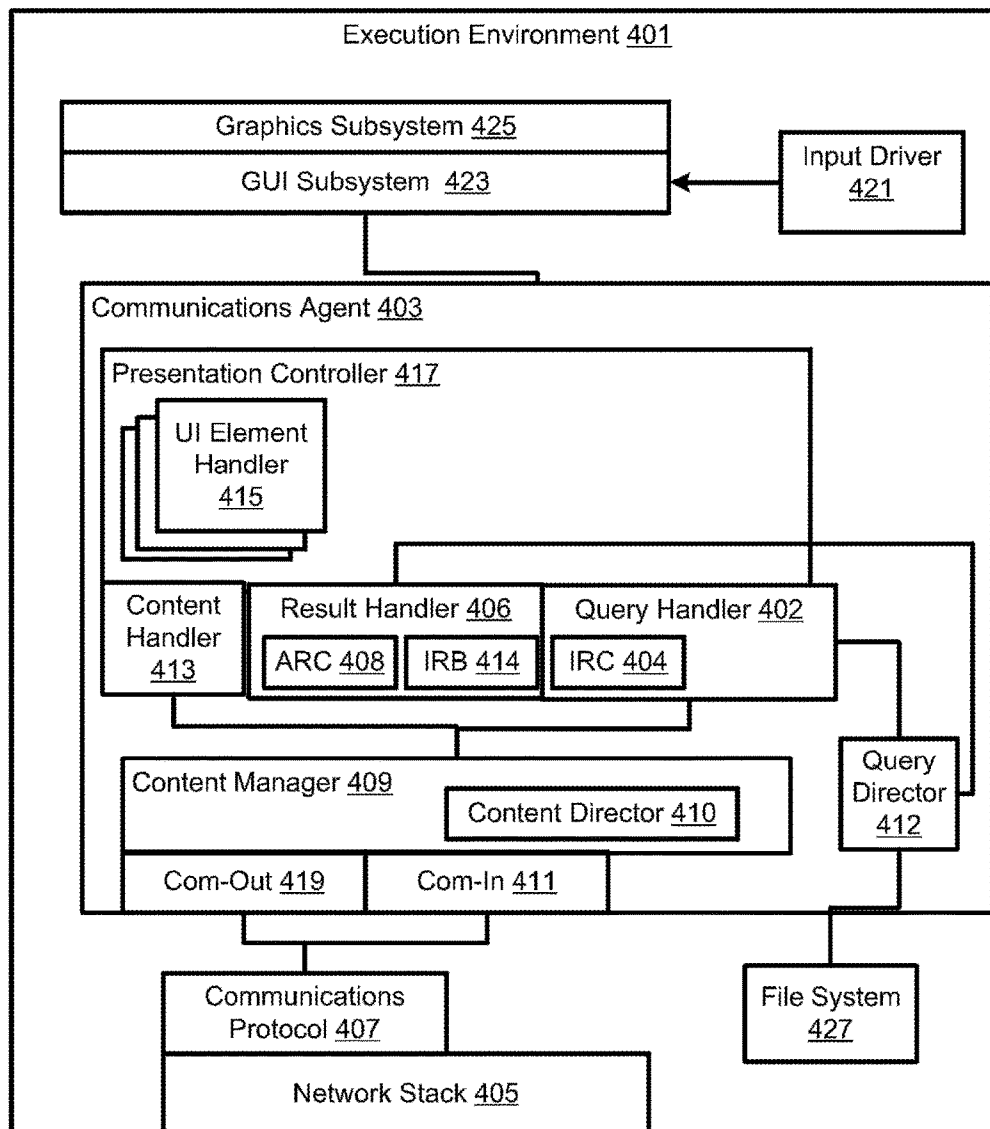 Execution Environment 401
Graphics Subsystem 425
GUI Subsystem 423
Input Driver
421
Communications Agent 403
Presentation Controller 417
UI Element
Handler
415
Content
Handler
413
Result Handler 406
ARC 408
IRB 414
Query Handler 402
IRC 404
Content Manager 409
Content Director 410
Query
Director
412
Com-Out 419
Com-In 411
Communications
Protocol 407
File System
427
Network Stack 405